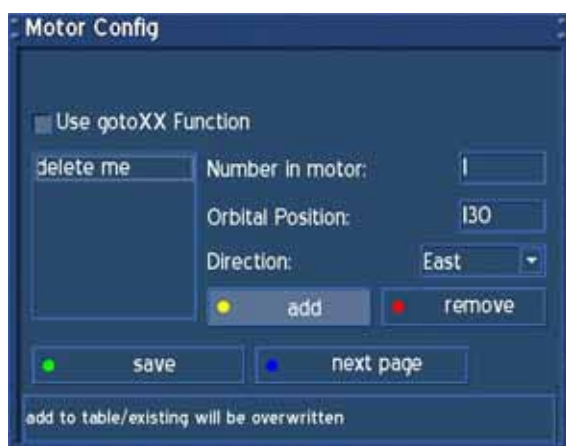 Motor Config
Use gotoXX Function
delete me
Number in motor: 1
Orbital Position: 130
Direction: East
add
remove
save
next page
add to table/existing will be overwritten